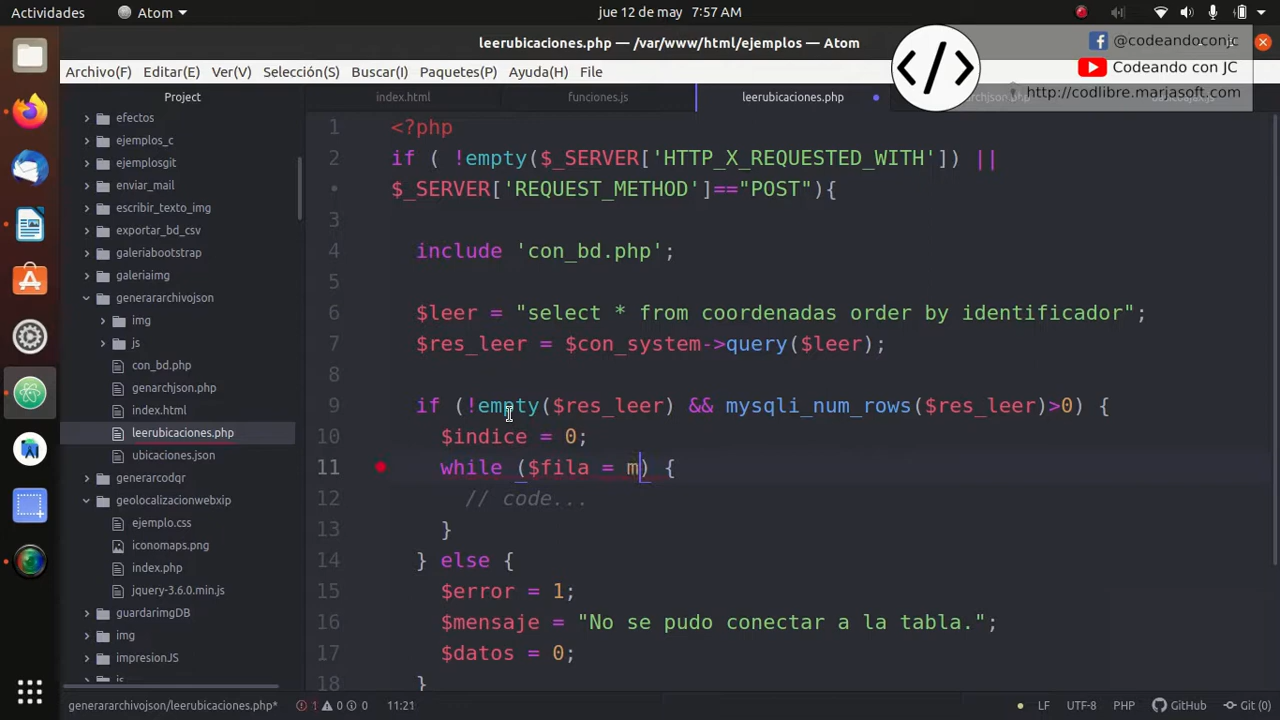 Actividades
Atom
jue 12 de may 7:57 AM
leerubicaciones.php — /var/www/html/ejemplos — Atom
@codeandoconjc
Codeando con JC
http://codlibre.marjasoft.com
Archivo(F) Editar(E) Ver(V) Selección(S) Buscar(I) Paquetes(P) Ayuda(H) File
Project
index.html
funciones.js
leerubicaciones.php
efectos
ejemplos_c
ejemplosgit
enviar_mail
escribir_texto_img
exportar_bd_csv
galeriabootstrap
galeriaimg
generararchivojson
img
js
con_bd.php
genarchjson.php
index.html
leerubicaciones.php
ubicaciones.json
generarcodqr
geolocalizationwebxip
ejemplo.css
iconomaps.png
index.php
jquery-3.6.0.min.js
guardarimgDB
img
impresionJS
1 <?php
2 if ( !empty($_SERVER['HTTP_X_REQUESTED_WITH']) ||
• $_SERVER['REQUEST_METHOD']=="POST"){
3
4 include 'con_bd.php';
5
6 $leer = "select * from coordenadas order by identificador";
7 $res_leer = $con_system->query($leer);
8
9 if (!empty($res_leer) && mysqli_num_rows($res_leer)>0) {
10 $indice = 0;
11 while ($fila = m) {
12 // code...
13 }
14 } else {
15 $error = 1;
16 $mensaje = "No se pudo conectar a la tabla.";
17 $datos = 0;
18 }
generararchivojson/leerubicaciones.php* 1 0 0 11:21
LF UTF-8 PHP GitHub Git (0)